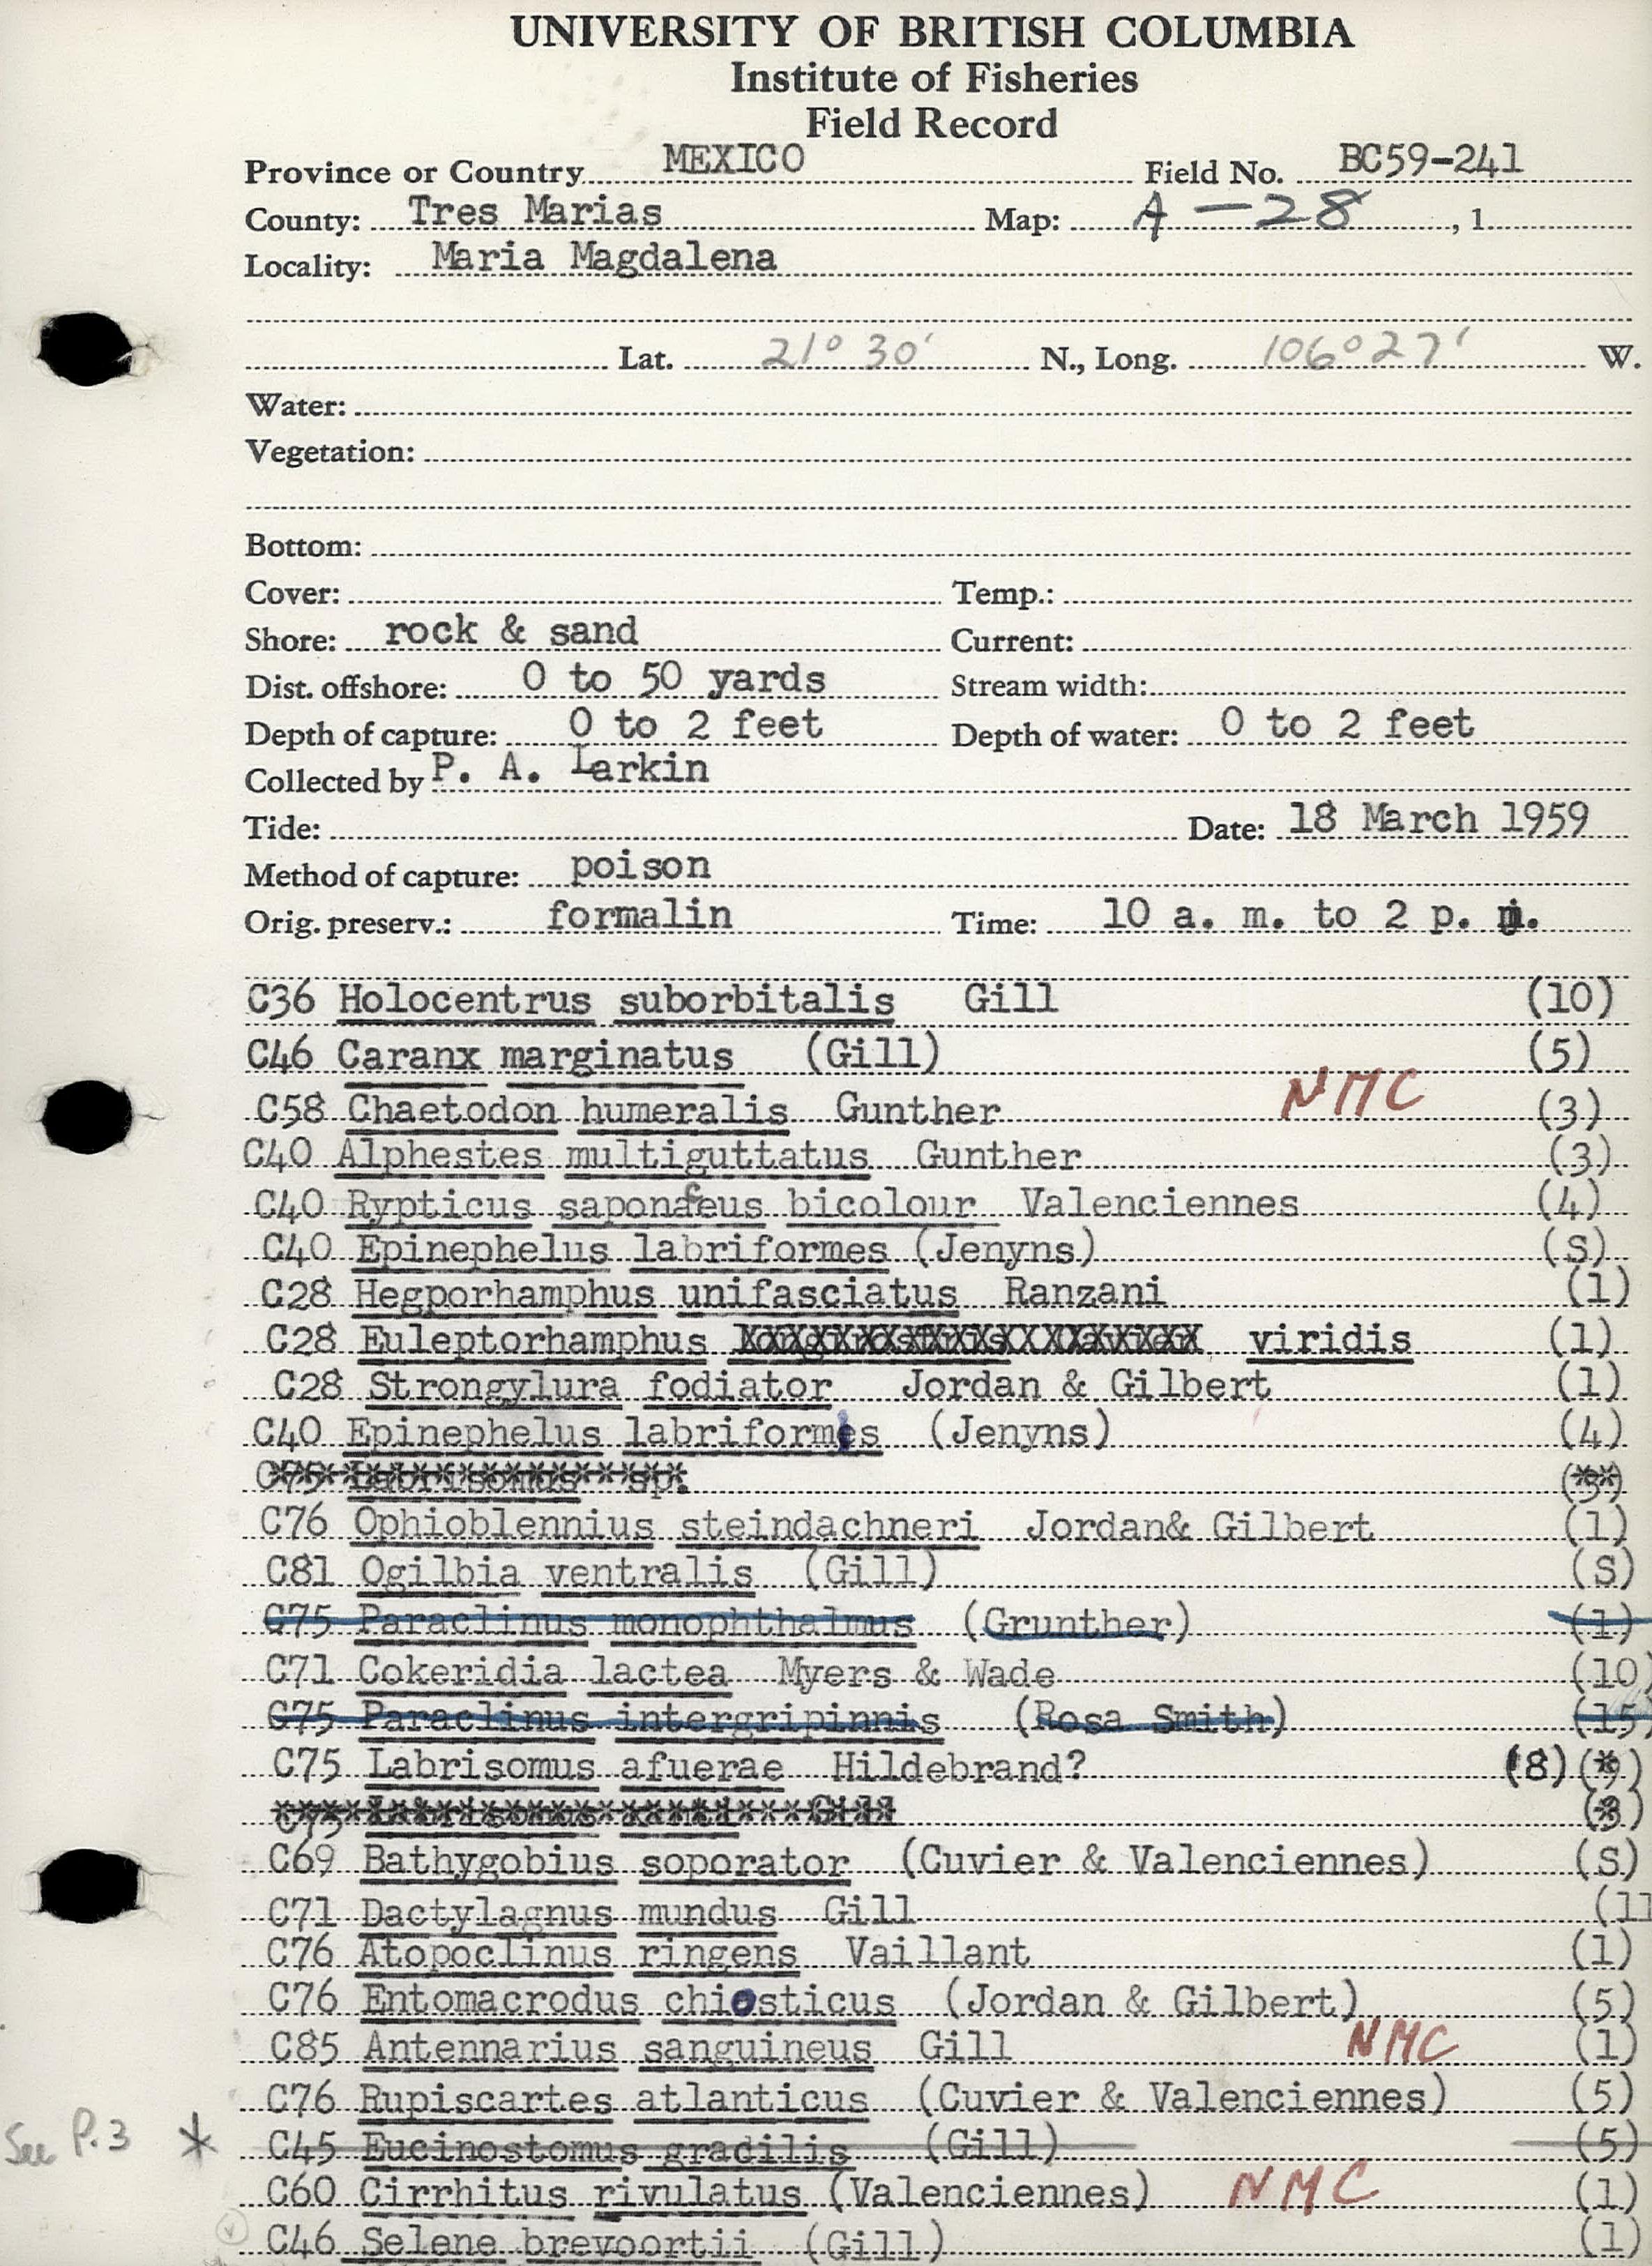 UNIVERSITY OF BRITISH COLUMBIA
Institute of Fisheries
Field Record
Province or Country MEXICO Field No. BC59-241
County: Tres Marias Map: A-28, 1
Locality: Maria Magdalena
Lat. 21° 30' N., Long. 106° 27' W.
Water:
Vegetation:
Bottom:
Cover: Temp.:
Shore: rock & sand Current:
Dist. offshore: 0 to 50 yards Stream width:
Depth of capture: 0 to 2 feet Depth of water: 0 to 2 feet
Collected by P. A. Larkin
Tide: Date: 18 March 1959
Method of capture: poison
Orig. preserv.: formalin Time: 10 a. m. to 2 p. m.
C36 Holocentrus suborbitalis Gill (10)
C46 Caranx marginatus (Gill) (5)
C58 Chaetodon humeralis Gunther NMC (3)
C40 Alphestes multiguttatus Gunther (3)
C40 Rypticus saponaceus bicolour Valenciennes (4)
C40 Epinephelus labriformes (Jenyns) (S)
C28 Hegporhamphus unifasciatus Ranzani (1)
C28 Euleptorhamphus viridis (1)
C28 Strongylura fodiator Jordan & Gilbert (1)
C40 Epinephelus labriformes (Jenyns) (4)
C75 Labrisomus sp.
C76 Ophioblennius steindachneri Jordan& Gilbert (1)
C81 Ogilbia ventralis (Gill) (S)
C75 Paraclinus monophthalmus (Grunther) (1)
C71 Cokeridia lactea Myers & Wade (10)
C75 Paraclinus intergripinnis (Rosa Smith) (15)
C75 Labrisomus afuerae Hildebrand? (8)
C75 Labrisomus xanti Gill (3)
C69 Bathygobius soporator (Cuvier & Valenciennes) (S)
C71 Dactylagnus mundus Gill (11
C76 Atopoclinus ringens Vaillant (1)
C76 Entomacrodus chiosticus (Jordan & Gilbert) (5)
C85 Antennarius sanguineus Gill NMC (1)
C76 Rupiscartes atlanticus (Cuvier & Valenciennes) (5)
See P.3 * C45 Eucinostomus gracilis (Gill) (5)
C60 Cirrhitus rivulatus (Valenciennes) NMC (1)
C46 Selene brevoortii (Gill) (1)